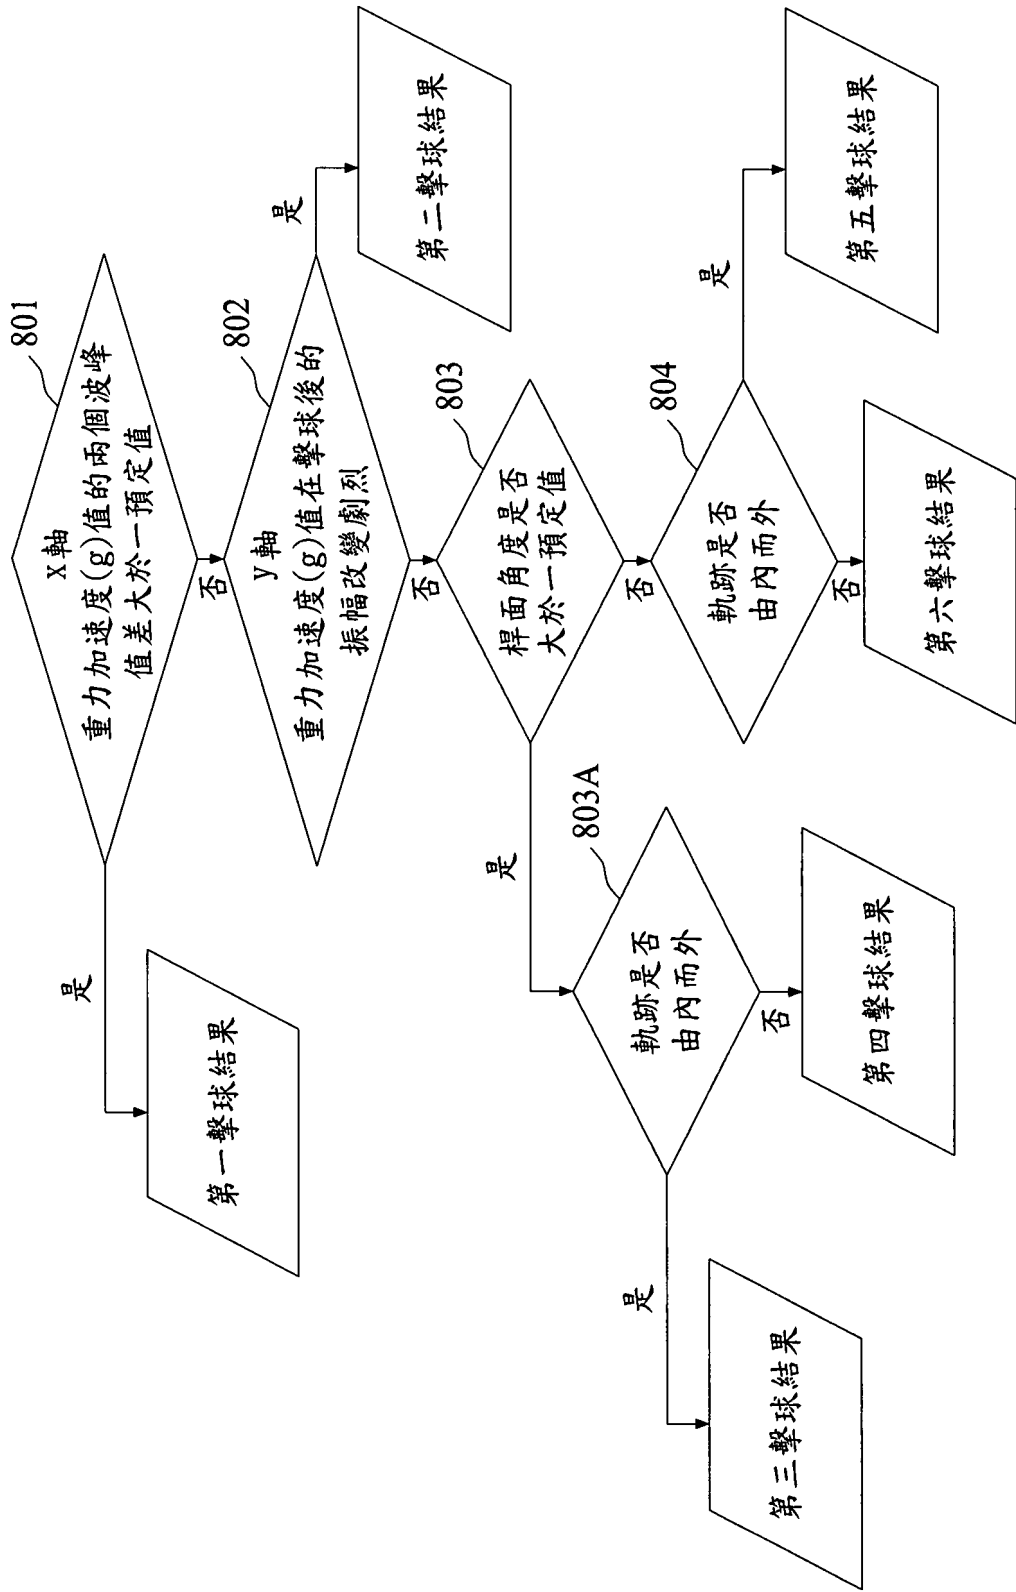 801
X軸
重力加速度(g)值的兩個波峰
值差大於一預定值
是
否
第一擊球結果
802
y軸
重力加速度(g)值在擊球後的
振幅改變劇烈
是
否
第二擊球結果
803
桿面角度是否
大於一預定值
是
否
803A
軌跡是否
由內而外
是
否
第三擊球結果
第四擊球結果
804
軌跡是否
由內而外
是
否
第五擊球結果
第六擊球結果